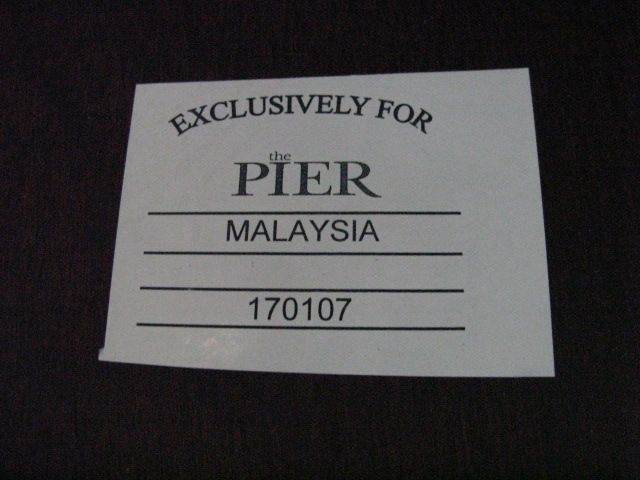 EXCLUSIVELY FOR
the
PIER
MALAYSIA
170107